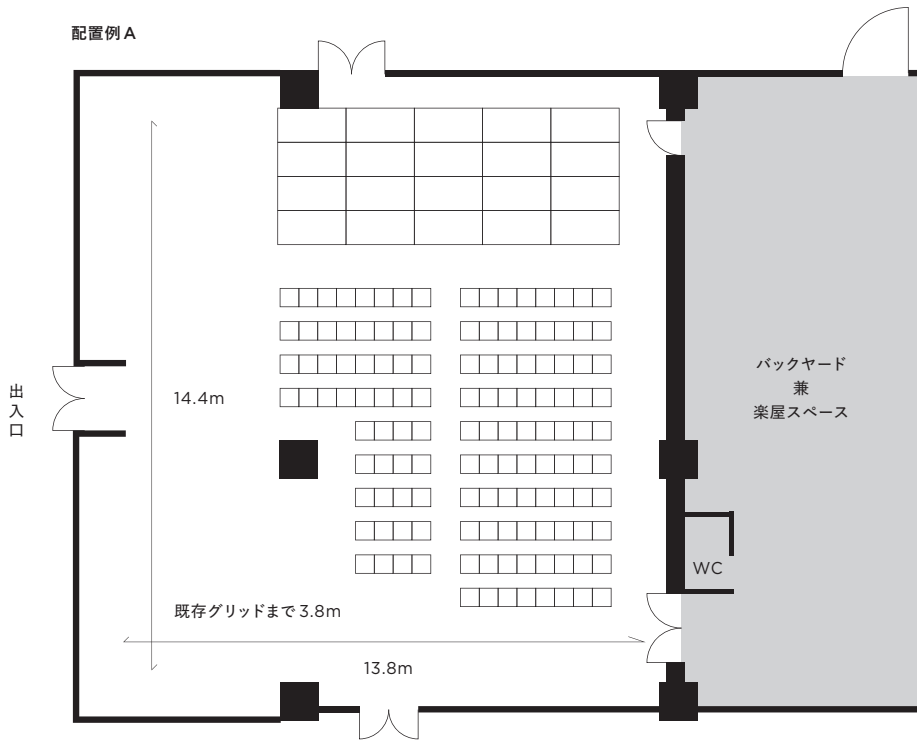 配置例A
出入口
14.4m
バックヤード
兼
楽屋スペース
WC
既存グリッドまで3.8m
13.8m